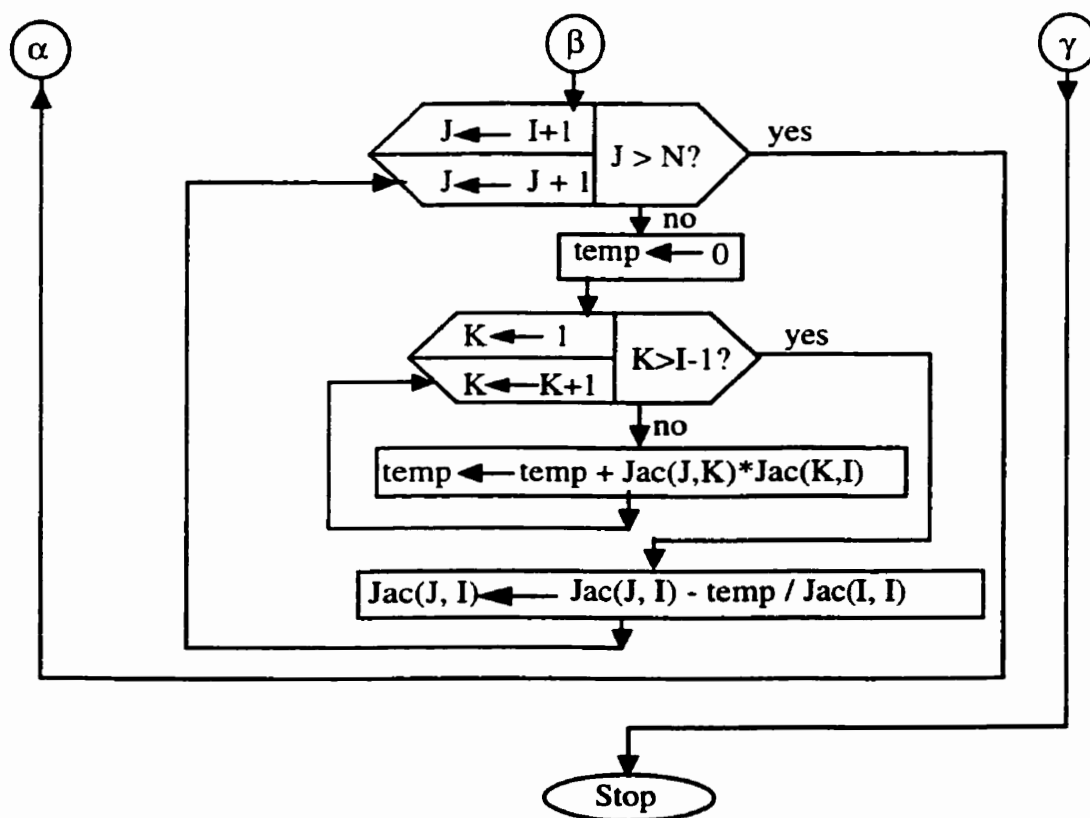 α
β
γ
J ← I+1
J > N?
yes
J ← J + 1
no
temp ← 0
K ← 1
K>I-1?
yes
K ← K+1
no
temp ← temp + Jac(J,K)*Jac(K,I)
Jac(J, I) ← Jac(J, I) - temp / Jac(I, I)
Stop